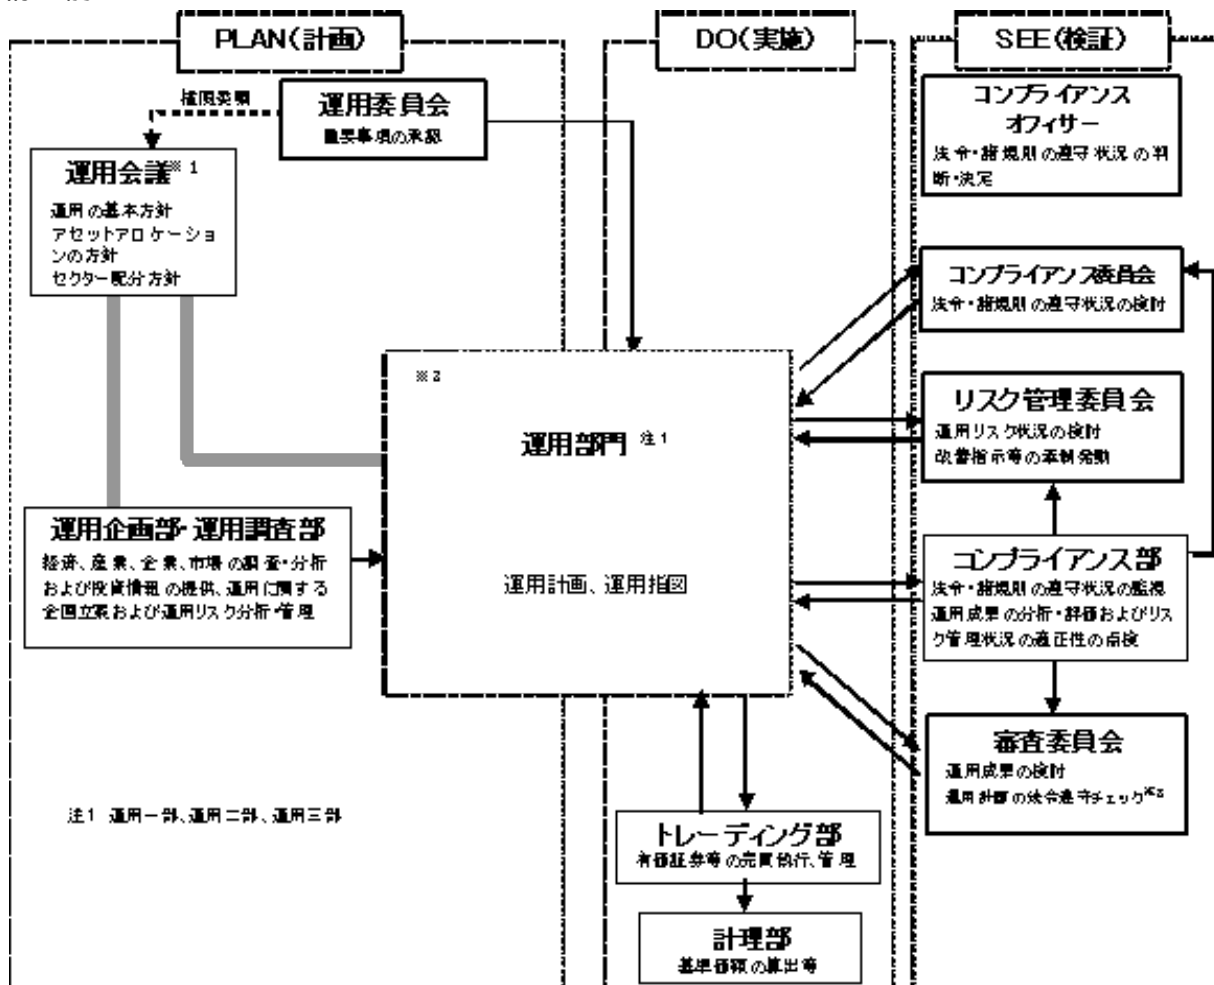 PLAN(計画)
DO(実施)
SEE(検証)
権限委嘱
運用委員会
重要事項の承認
運用会議※1
運用の基本方針
アセットアロケーショ
ンの方針
セクター配分方針
運用企画部・運用調査部
経済、産業、企業、市場の調査・分析
および投資情報の提供、運用に関する
企画立案および運用リスク分析・管理
注1 運用一部、運用二部、運用三部
※2
運用部門 注1
運用計画、運用指図
トレーディング部
有価証券等の売買執行、管理
計理部
基準価額の算出等
コンプライアンス
オフィサー
法令・諸規則の遵守状況の判
断・決定
コンプライアンス委員会
法令・諸規則の遵守状況の検討
リスク管理委員会
運用リスク状況の検討
改善指示等の牽制発動
コンプライアンス部
法令・諸規則の遵守状況の監視
運用成果の分析・評価およびリス
ク管理状況の適正性の点検
審査委員会
運用成果の検討
運用計画の法令遵守チェック※2